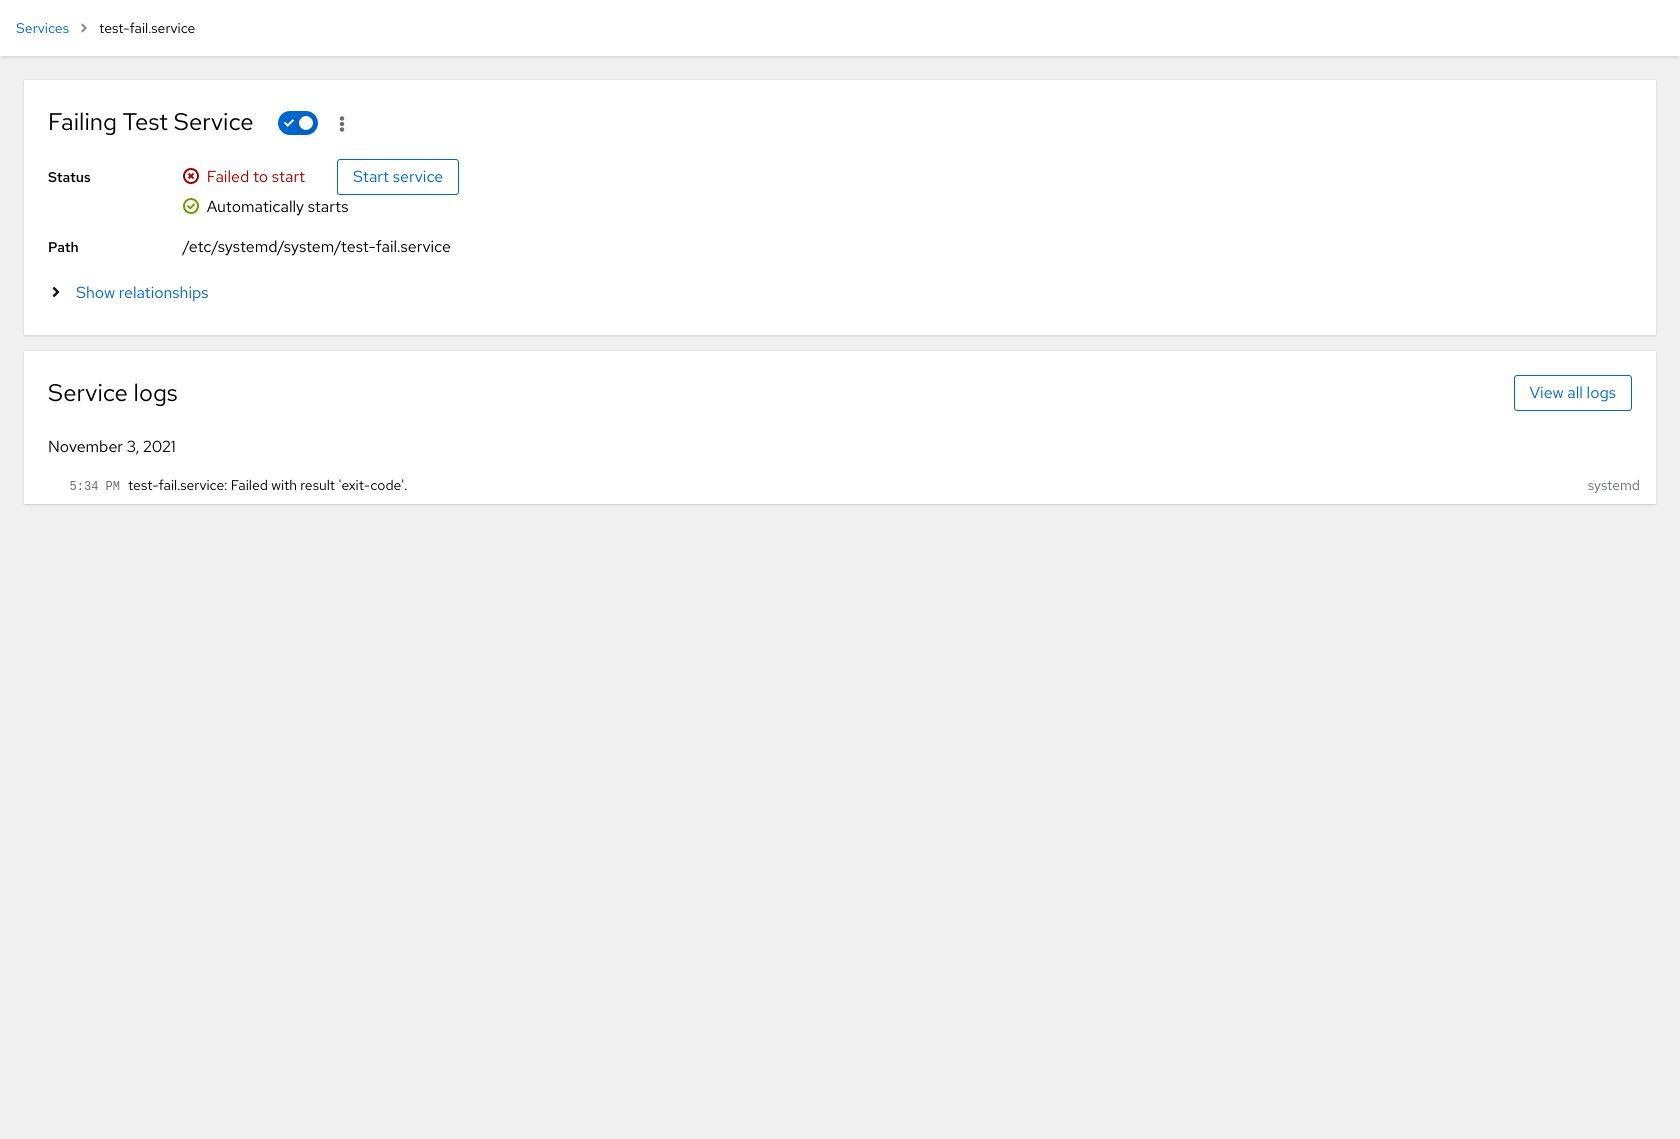 Services > test-fail.service
Failing Test Service
Status Failed to start Start service
Automatically starts
Path /etc/systemd/system/test-fail.service
Show relationships
Service logs View all logs
November 3, 2021
5:34 PM test-fail.service: Failed with result 'exit-code'. systemd